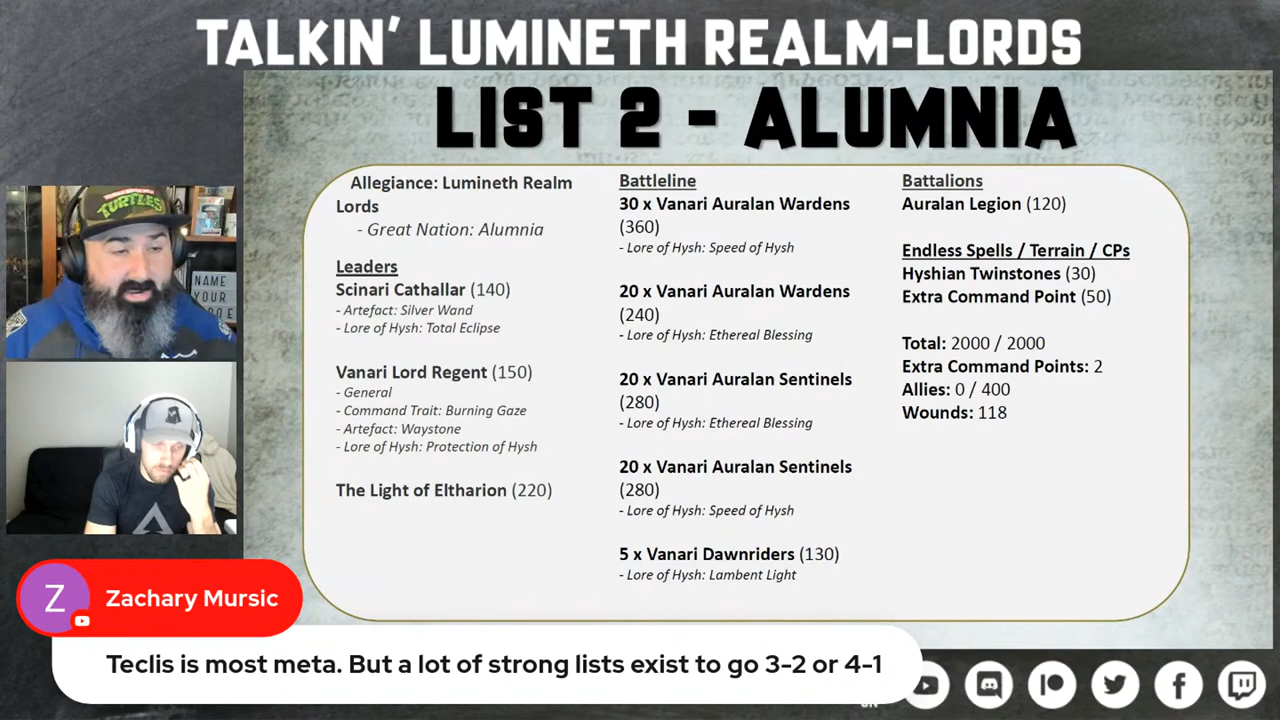 TALKIN' LUMINETH REALM-LORDS
LIST 2 - ALUMNIA
Allegiance: Lumineth Realm
Lords
- Great Nation: Alumnia
Leaders
Scinari Cathallar (140)
- Artefact: Silver Wand
- Lore of Hysh: Total Eclipse
Vanari Lord Regent (150)
- General
- Command Trait: Burning Gaze
- Artefact: Waystone
- Lore of Hysh: Protection of Hysh
The Light of Eltharion (220)
Battleline
30 x Vanari Auralan Wardens
(360)
- Lore of Hysh: Speed of Hysh
20 x Vanari Auralan Wardens
(240)
- Lore of Hysh: Ethereal Blessing
20 x Vanari Auralan Sentinels
(280)
- Lore of Hysh: Ethereal Blessing
20 x Vanari Auralan Sentinels
(280)
- Lore of Hysh: Speed of Hysh
5 x Vanari Dawnriders (130)
- Lore of Hysh: Lambent Light
Battalions
Auralan Legion (120)
Endless Spells / Terrain / CPs
Hyshian Twinstones (30)
Extra Command Point (50)
Total: 2000 / 2000
Extra Command Points: 2
Allies: 0 / 400
Wounds: 118
TURTLES
NAME
YOUR
Z
Zachary Mursic
Teclis is most meta. But a lot of strong lists exist to go 3-2 or 4-1